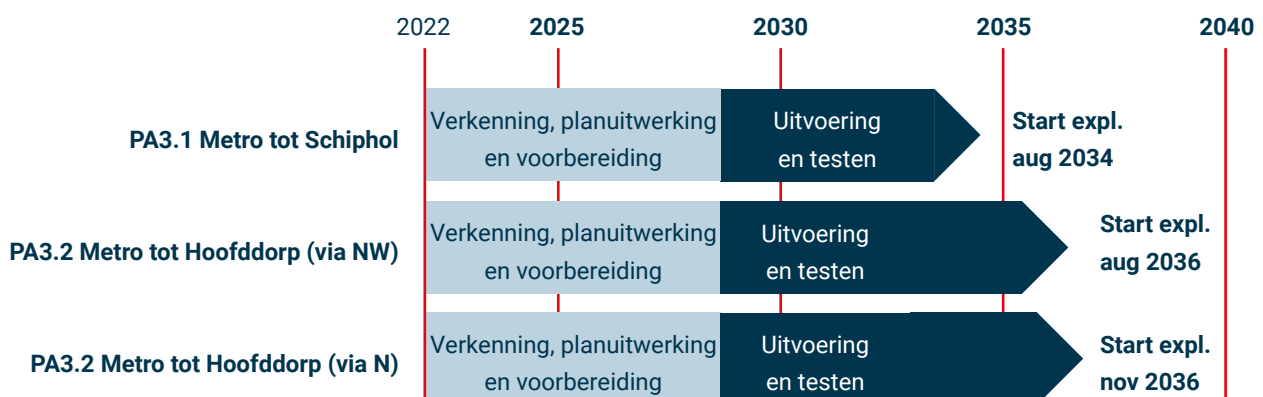 2022 2025 2030 2035 2040
PA3.1 Metro tot Schiphol
Verkenning, planuitwerking
en voorbereiding
Uitvoering
en testen
Start expl.
aug 2034
PA3.2 Metro tot Hoofddorp (via NW)
Verkenning, planuitwerking
en voorbereiding
Uitvoering
en testen
Start expl.
aug 2036
PA3.2 Metro tot Hoofddorp (via N)
Verkenning, planuitwerking
en voorbereiding
Uitvoering
en testen
Start expl.
nov 2036